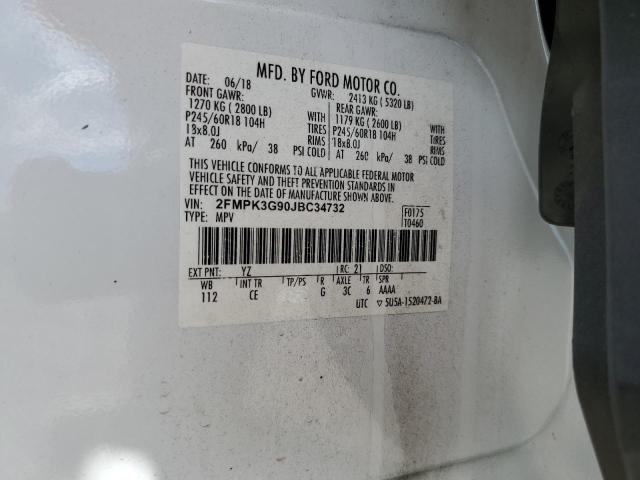 MFD. BY FORD MOTOR CO.
DATE: 06/18 GVWR: 2413 KG ( 5320 LB)
FRONT GAWR: REAR GAWR:
1270 KG ( 2800 LB) WITH 1179 KG ( 2600 LB) WITH
P245/60R18 104H TIRES P245/60R18 104H TIRES
18x8.0J RIMS 18x8.0J RIMS
AT 260 kPa/ 38 PSI COLD AT 260 kPa/ 38 PSI COLD
THIS VEHICLE CONFORMS TO ALL APPLICABLE FEDERAL MOTOR
VEHICLE SAFETY AND THEFT PREVENTION STANDARDS IN
EFFECT ON THE DATE OF MANUFACTURE SHOWN ABOVE.
VIN: 2FMPK3G90JBC34732 F0175
TYPE: MPV T0460
EXT PNT: YZ RC: 21 DSO:
WB INT TR TP/PS R AXLE TR SPR
112 CE G 3C 6 AAAA
UTC ▽ 5U5A-1520472-BA